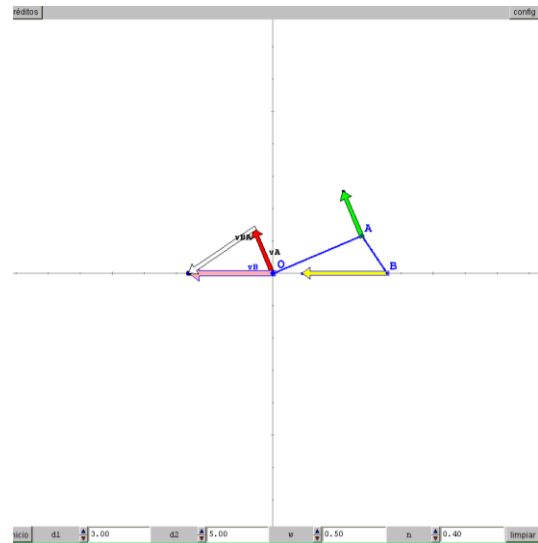 réditos config
A
vBA
vA
O
vB
B
nicio d1 3.00 d2 5.00 w 0.50 n 0.40 limpiar